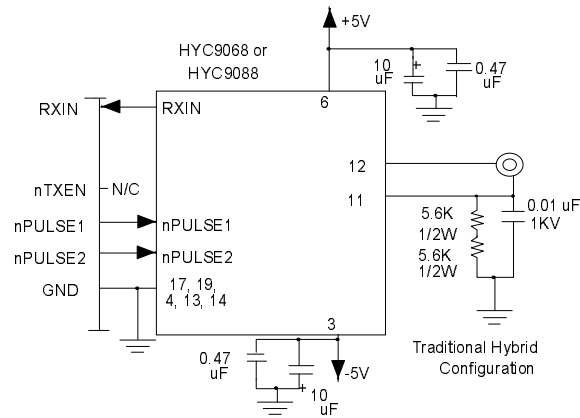 +5V
HYC9068 or
HYC9088
10
uF
+
0.47
uF
6
RXIN
RXIN
12
nTXEN
N/C
11
5.6K
1/2W
5.6K
1/2W
0.01 uF
1KV
nPULSE1
nPULSE1
nPULSE2
nPULSE2
GND
17, 19,
4, 13, 14
3
0.47
uF
+
10
uF
-5V
Traditional Hybrid
Configuration